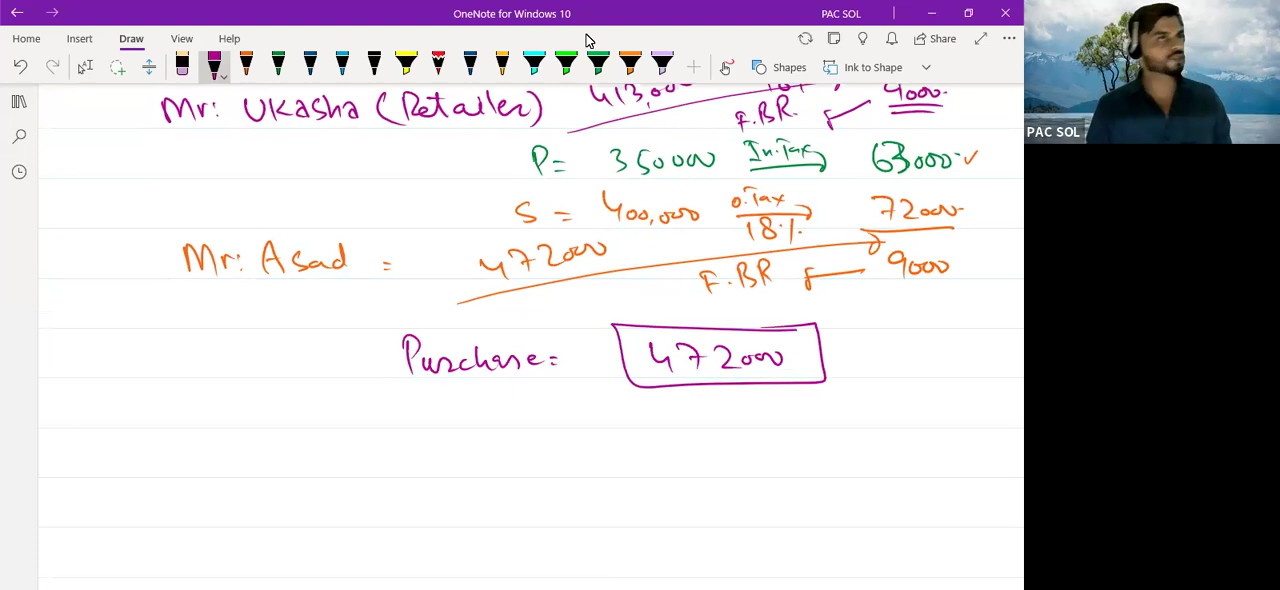 OneNote for Windows 10
PAC SOL
Home Insert Draw View Help
Share
Shapes
Ink to Shape
PAC SOL
Mr: Ukasha (Retailer) 413,000
F.BR.
P = 350000 In.Tax 63000
S = 400,000 O.Tax 72000
18%
Mr: Asad = 472000
F.BR 9000
Purchase = 472000